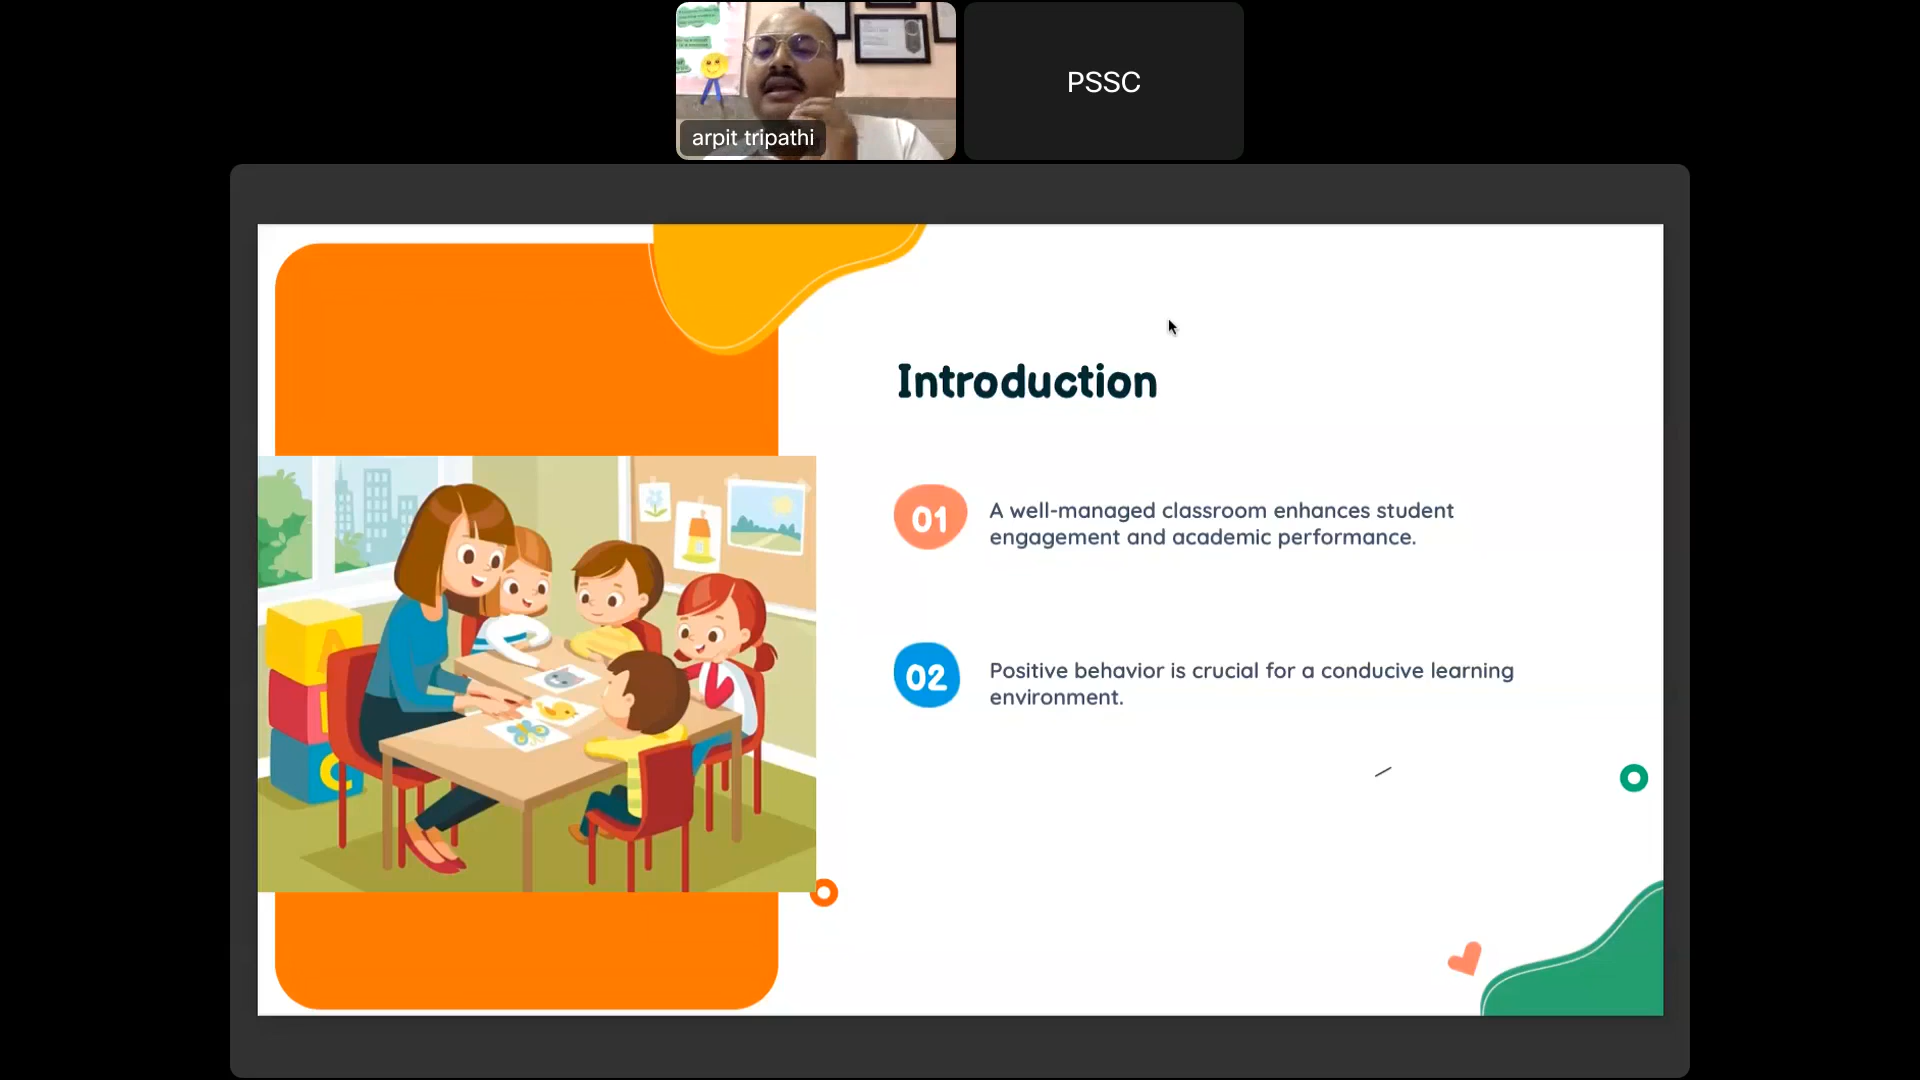 arpit tripathi
PSSC
Introduction
01
A well-managed classroom enhances student
engagement and academic performance.
02
Positive behavior is crucial for a conducive learning
environment.
A
C